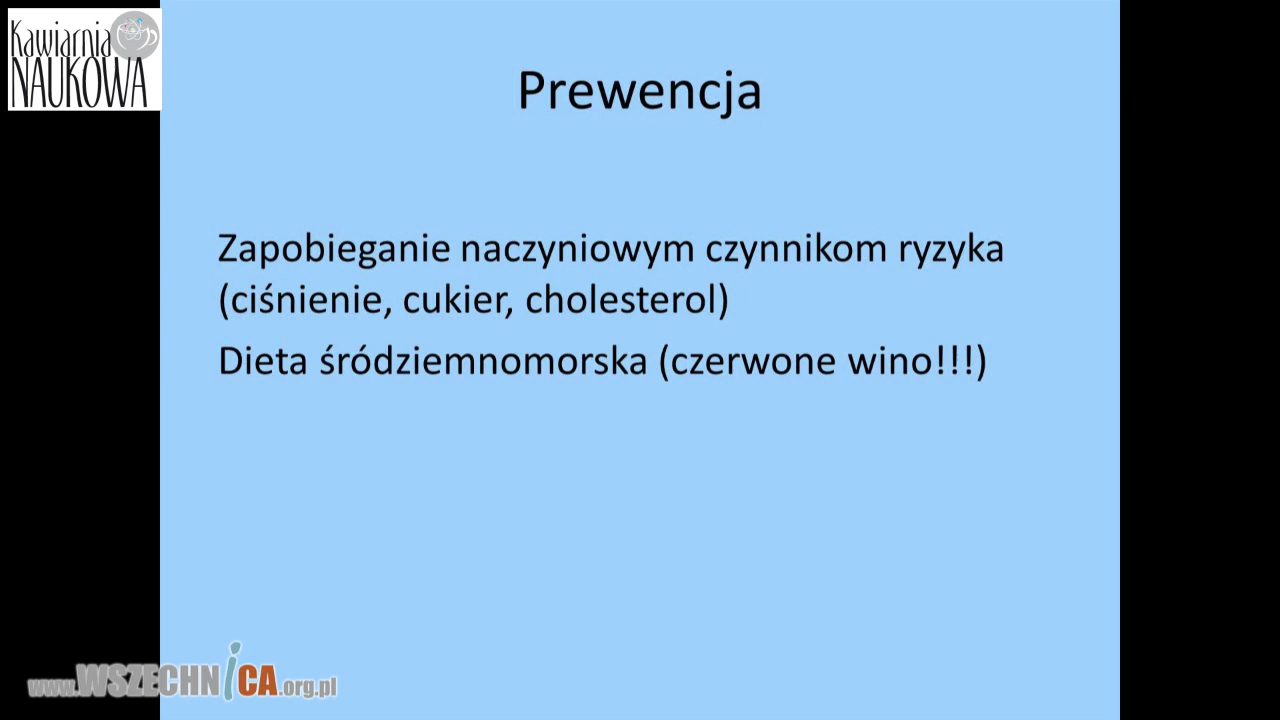 Kawiarnia
NAUKOWA
Prewencja
Zapobieganie naczyniowym czynnikom ryzyka
(ciśnienie, cukier, cholesterol)
Dieta śródziemnomorska (czerwone wino!!!)
www.WSZECHNiCA.org.pl